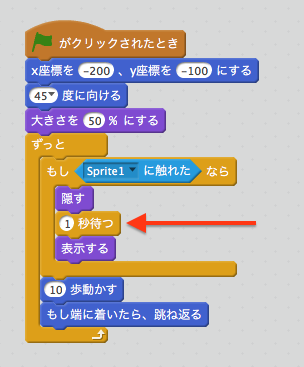 がクリックされたとき
x座標を -200 、y座標を -100 にする
45 度に向ける
大きさを 50 % にする
ずっと
もし Sprite1 に触れた なら
隠す
1 秒待つ
表示する
10 歩動かす
もし端に着いたら、跳ね返る